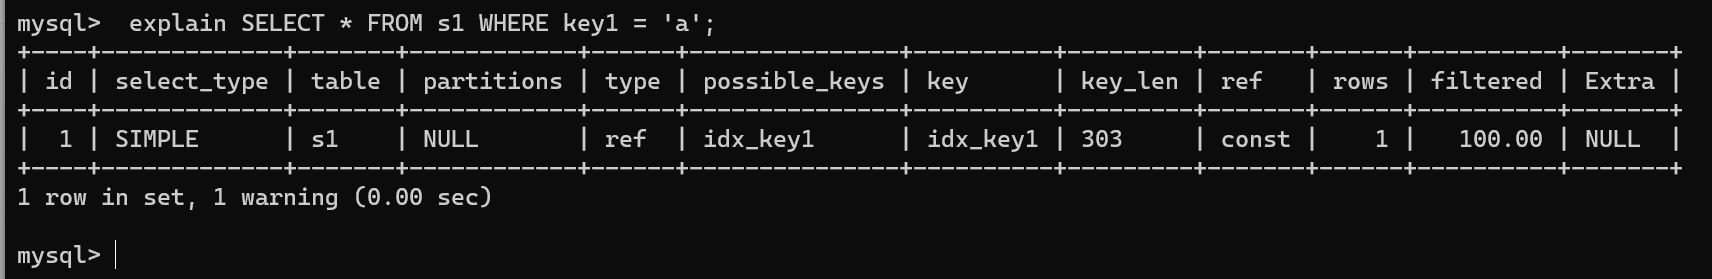 mysql>  explain SELECT * FROM s1 WHERE key1 = 'a';
+----+-------------+-------+------------+------+---------------+----------+---------+-------+------+----------+-------+
| id | select_type | table | partitions | type | possible_keys | key      | key_len | ref   | rows | filtered | Extra |
+----+-------------+-------+------------+------+---------------+----------+---------+-------+------+----------+-------+
|  1 | SIMPLE      | s1    | NULL       | ref  | idx_key1      | idx_key1 | 303     | const |    1 |   100.00 | NULL  |
+----+-------------+-------+------------+------+---------------+----------+---------+-------+------+----------+-------+
1 row in set, 1 warning (0.00 sec)
mysql>